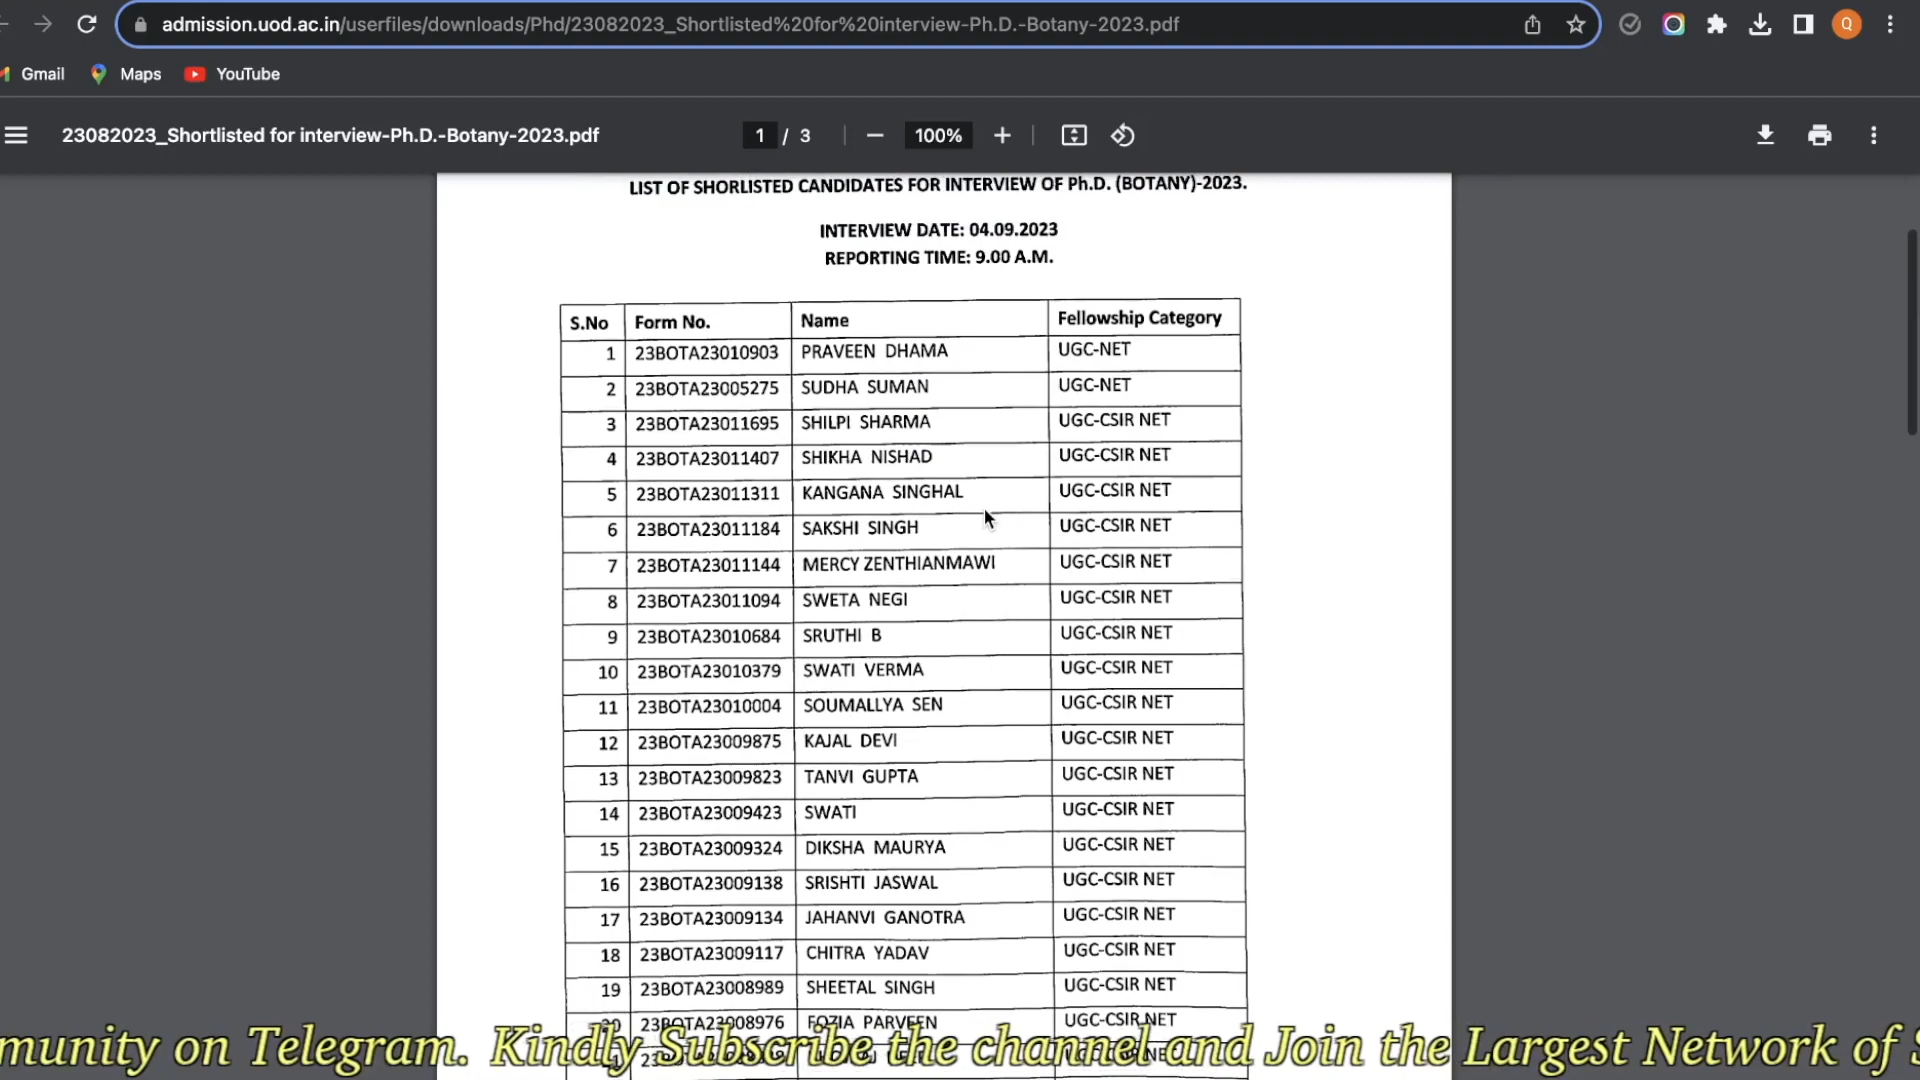 admission.uod.ac.in/userfiles/downloads/Phd/23082023_Shortlisted%20for%20interview-Ph.D.-Botany-2023.pdf
Q
Gmail Maps YouTube
23082023_Shortlisted for interview-Ph.D.-Botany-2023.pdf 1 / 3 100%
LIST OF SHORLISTED CANDIDATES FOR INTERVIEW OF Ph.D. (BOTANY)-2023.
INTERVIEW DATE: 04.09.2023
REPORTING TIME: 9.00 A.M.
S.No Form No. Name Fellowship Category
1 23BOTA23010903 PRAVEEN DHAMA UGC-NET
2 23BOTA23005275 SUDHA SUMAN UGC-NET
3 23BOTA23011695 SHILPI SHARMA UGC-CSIR NET
4 23BOTA23011407 SHIKHA NISHAD UGC-CSIR NET
5 23BOTA23011311 KANGANA SINGHAL UGC-CSIR NET
6 23BOTA23011184 SAKSHI SINGH UGC-CSIR NET
7 23BOTA23011144 MERCY ZENTHIANMAWI UGC-CSIR NET
8 23BOTA23011094 SWETA NEGI UGC-CSIR NET
9 23BOTA23010684 SRUTHI B UGC-CSIR NET
10 23BOTA23010379 SWATI VERMA UGC-CSIR NET
11 23BOTA23010004 SOUMALLYA SEN UGC-CSIR NET
12 23BOTA23009875 KAJAL DEVI UGC-CSIR NET
13 23BOTA23009823 TANVI GUPTA UGC-CSIR NET
14 23BOTA23009423 SWATI UGC-CSIR NET
15 23BOTA23009324 DIKSHA MAURYA UGC-CSIR NET
16 23BOTA23009138 SRISHTI JASWAL UGC-CSIR NET
17 23BOTA23009134 JAHANVI GANOTRA UGC-CSIR NET
18 23BOTA23009117 CHITRA YADAV UGC-CSIR NET
19 23BOTA23008989 SHEETAL SINGH UGC-CSIR NET
20 23BOTA23008976 FOZIA PARVEEN UGC-CSIR NET
munity on Telegram. Kindly Subscribe the channel and Join the Largest Network of S